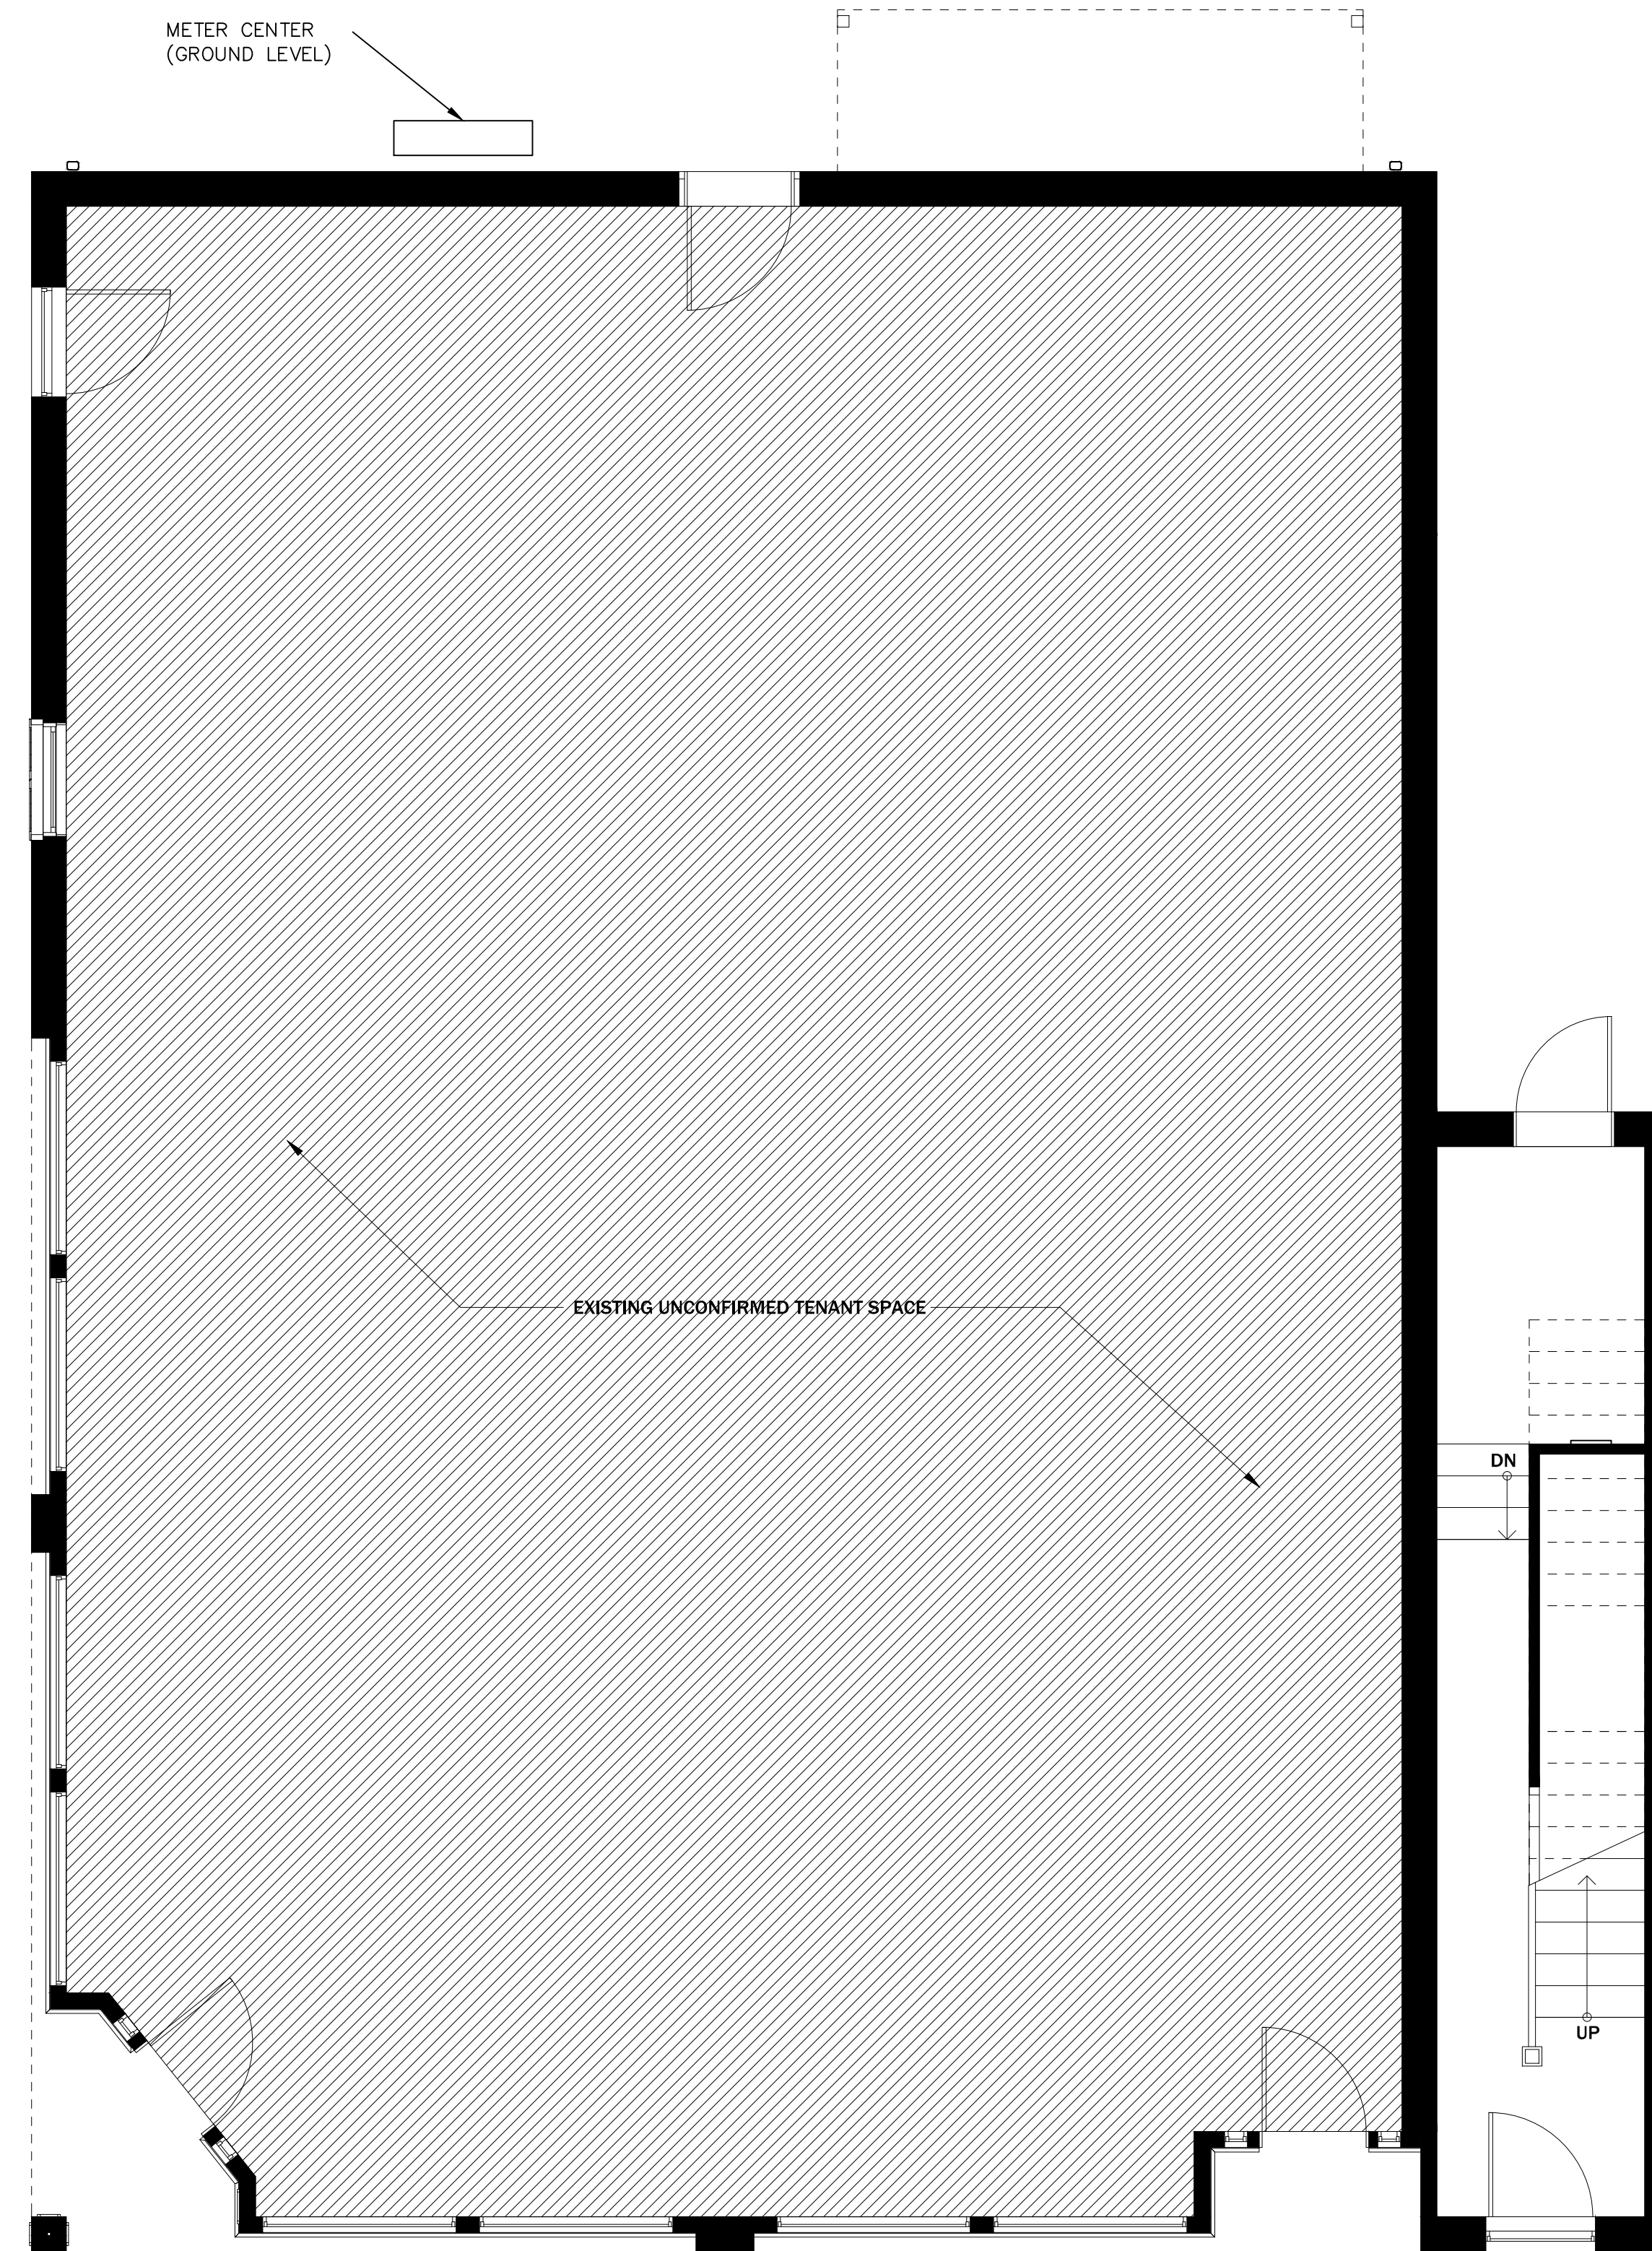 METER CENTER
(GROUND LEVEL)
EXISTING UNCONFIRMED TENANT SPACE
DN
UP